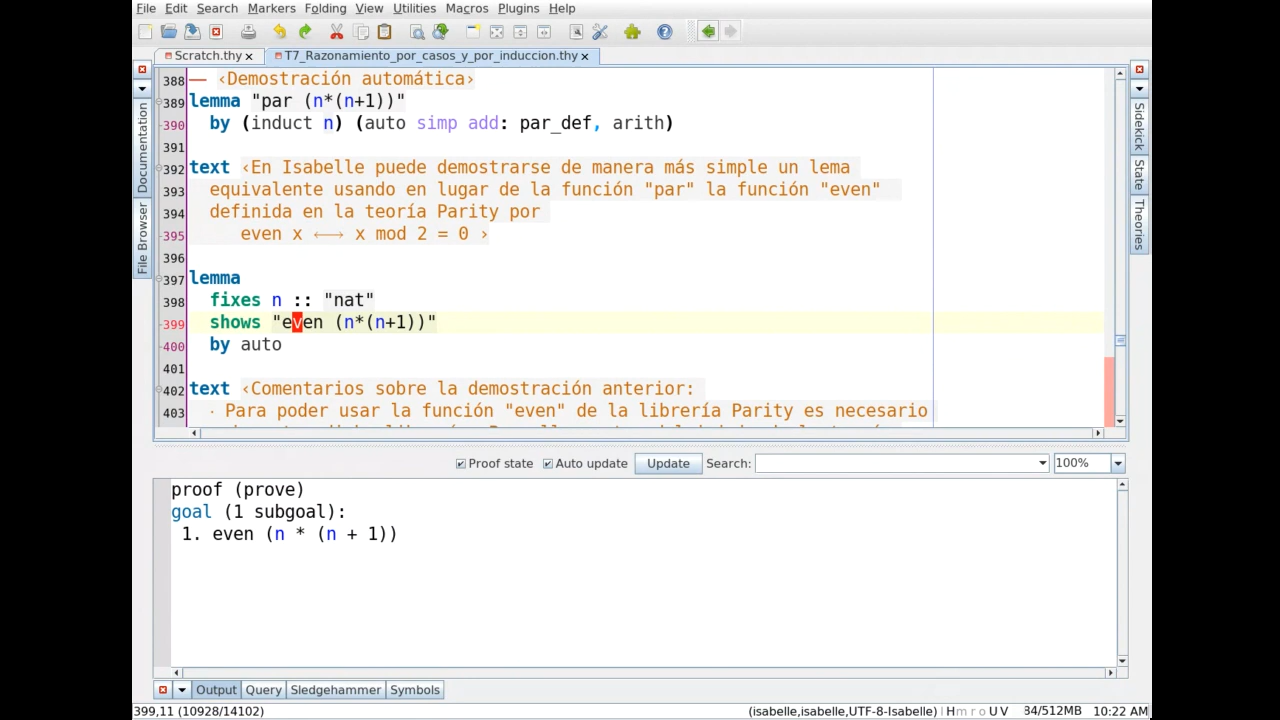 File Edit Search Markers Folding View Utilities Macros Plugins Help
Scratch.thy T7_Razonamiento_por_casos_y_por_induccion.thy
Documentation
File Browser
Sidekick
State
Theories
388 — ‹Demostración automática›
389 lemma "par (n*(n+1))"
390 by (induct n) (auto simp add: par_def, arith)
391
392 text ‹En Isabelle puede demostrarse de manera más simple un lema
393 equivalente usando en lugar de la función "par" la función "even"
394 definida en la teoría Parity por
395 even x ⟷ x mod 2 = 0 ›
396
397 lemma
398 fixes n :: "nat"
399 shows "even (n*(n+1))"
400 by auto
401
402 text ‹Comentarios sobre la demostración anterior:
403 · Para poder usar la función "even" de la librería Parity es necesario
Proof state Auto update Update Search: 100%
proof (prove)
goal (1 subgoal):
1. even (n * (n + 1))
Output Query Sledgehammer Symbols
399,11 (10928/14102) (isabelle,isabelle,UTF-8-Isabelle) | H m r o U V 84/512MB 10:22 AM